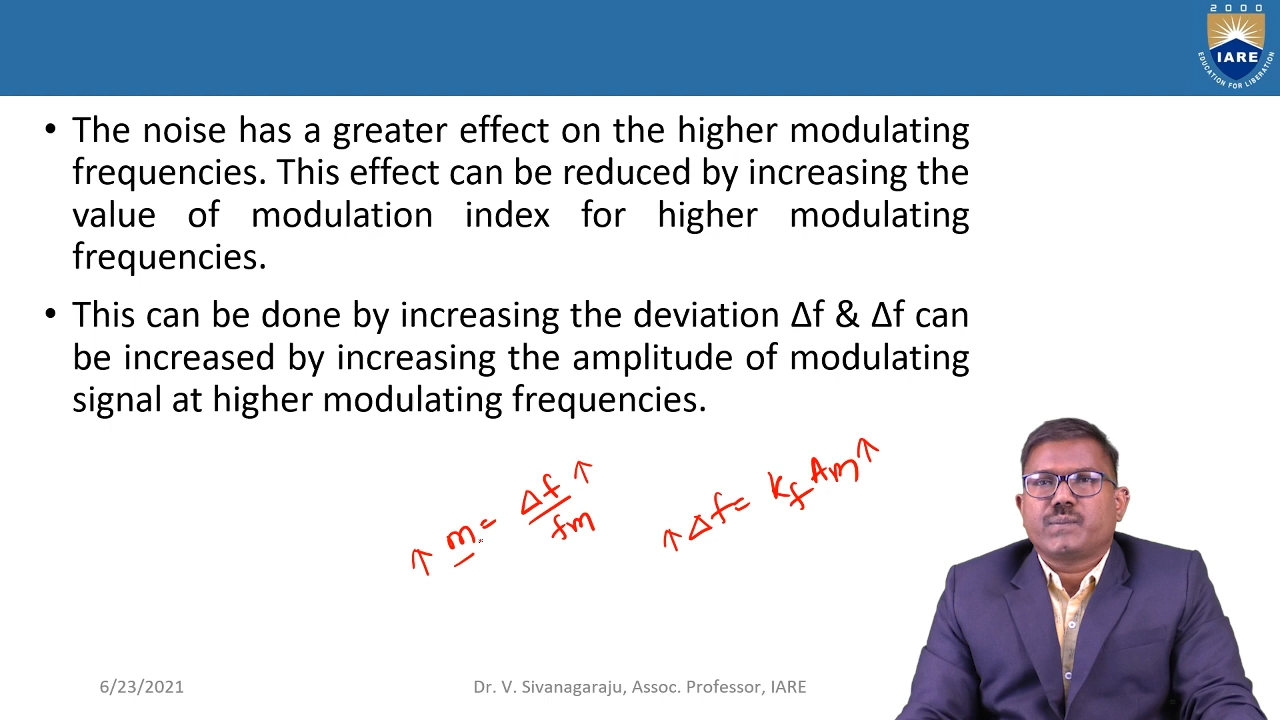 2000
IARE
EDUCATION FOR LIBERATION
• The noise has a greater effect on the higher modulating
frequencies. This effect can be reduced by increasing the
value of modulation index for higher modulating
frequencies.
• This can be done by increasing the deviation Δf & Δf can
be increased by increasing the amplitude of modulating
signal at higher modulating frequencies.
↑ m = Δf ↑
fm
↑ Δf = kf Am ↑
6/23/2021
Dr. V. Sivanagaraju, Assoc. Professor, IARE